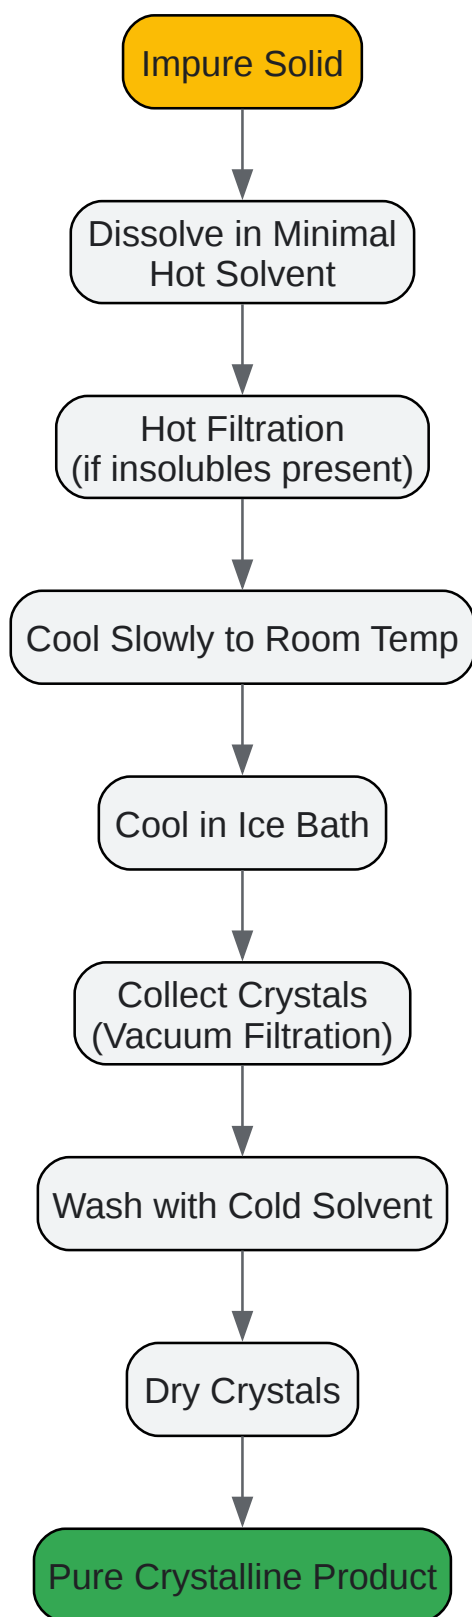 Impure Solid
Dissolve in Minimal
Hot Solvent
Hot Filtration
(if insolubles present)
Cool Slowly to Room Temp
Cool in Ice Bath
Collect Crystals
(Vacuum Filtration)
Wash with Cold Solvent
Dry Crystals
Pure Crystalline Product